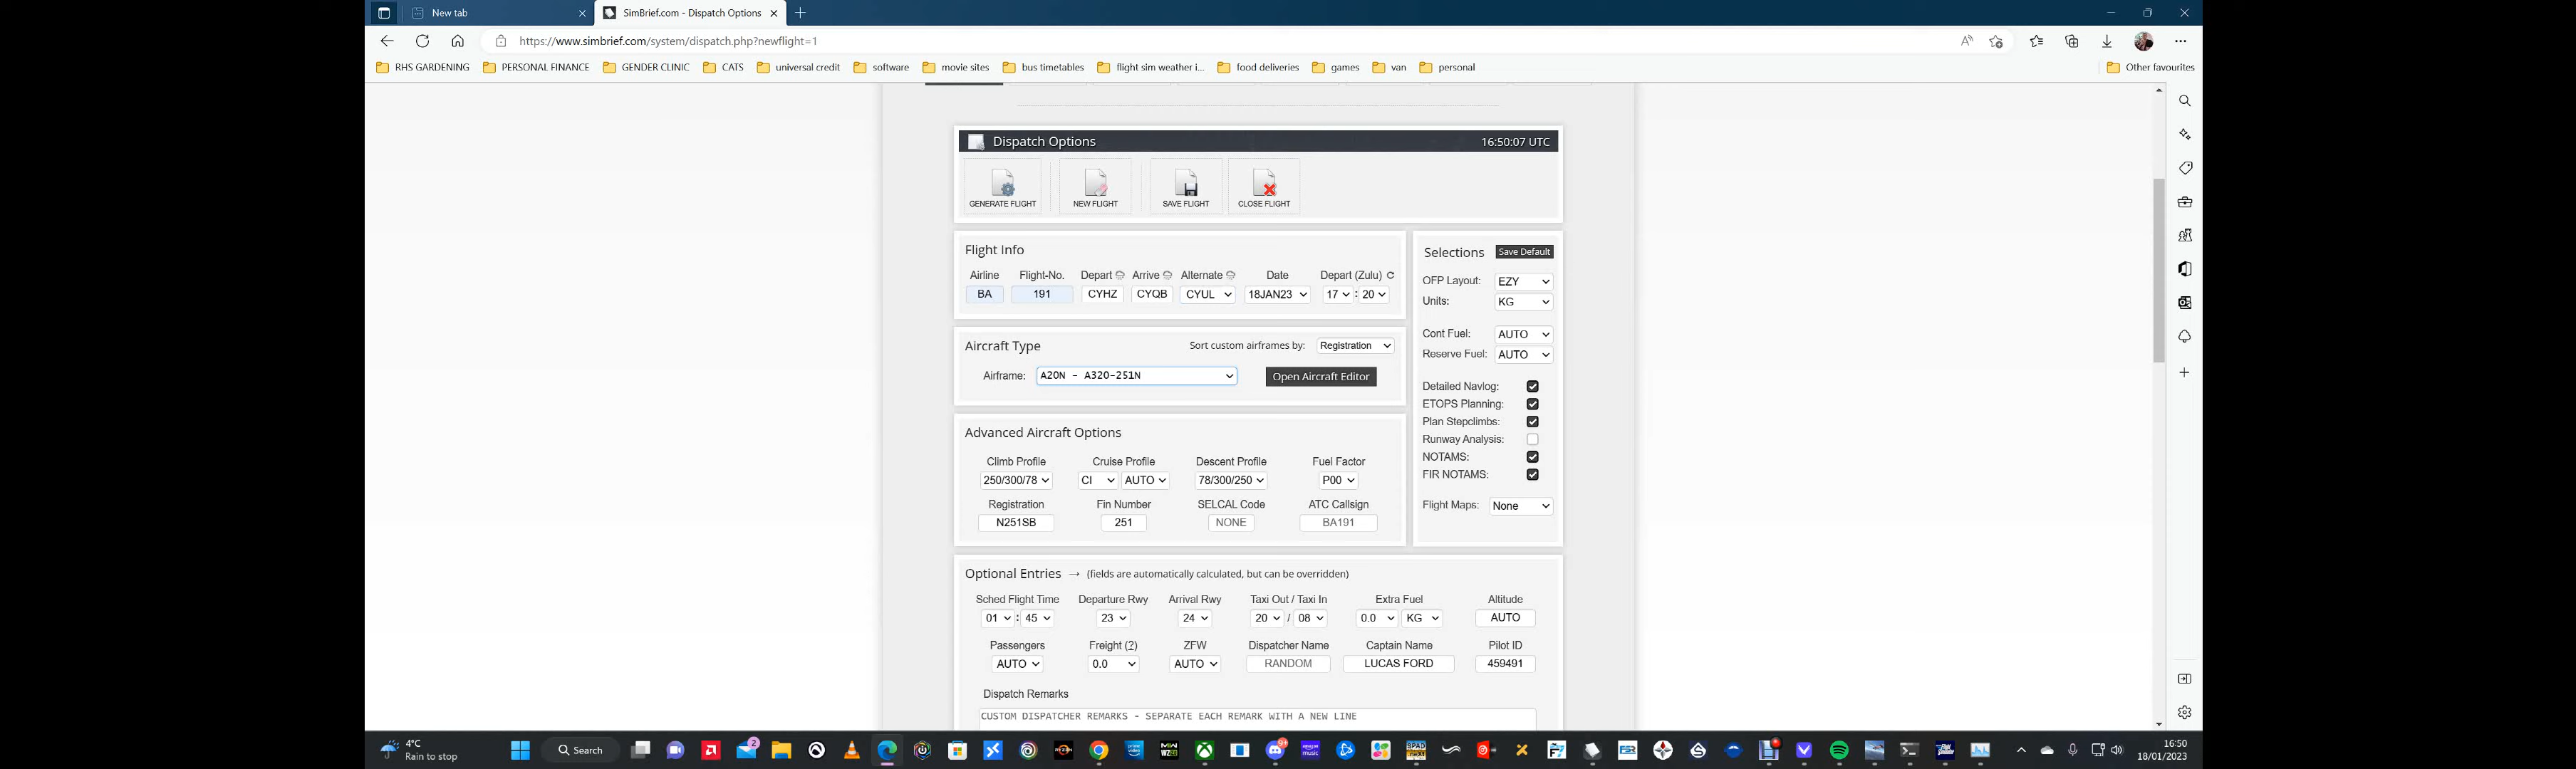 New tab
SimBrief.com - Dispatch Options
https://www.simbrief.com/system/dispatch.php?newflight=1
RHS GARDENING PERSONAL FINANCE GENDER CLINIC CATS universal credit software movie sites bus timetables flight sim weather i... food deliveries games van personal Other favourites
Dispatch Options 16:50:07 UTC
GENERATE FLIGHT NEW FLIGHT SAVE FLIGHT CLOSE FLIGHT
Flight Info
Airline Flight-No. Depart Arrive Alternate Date Depart (Zulu)
BA 191 CYHZ CYQB CYUL 18JAN23 17 : 20
Aircraft Type Sort custom airframes by: Registration
Airframe: A20N - A320-251N Open Aircraft Editor
Advanced Aircraft Options
Climb Profile Cruise Profile Descent Profile Fuel Factor
250/300/78 CI AUTO 78/300/250 P00
Registration Fin Number SELCAL Code ATC Callsign
N251SB 251 NONE BA191
Selections Save Default
OFP Layout: EZY
Units: KG
Cont Fuel: AUTO
Reserve Fuel: AUTO
Detailed Navlog:
ETOPS Planning:
Plan Stepclimbs:
Runway Analysis:
NOTAMS:
FIR NOTAMS:
Flight Maps: None
Optional Entries → (fields are automatically calculated, but can be overridden)
Sched Flight Time Departure Rwy Arrival Rwy Taxi Out / Taxi In Extra Fuel Altitude
01 : 45 23 24 20 / 08 0.0 KG AUTO
Passengers Freight (?) ZFW Dispatcher Name Captain Name Pilot ID
AUTO 0.0 AUTO RANDOM LUCAS FORD 459491
Dispatch Remarks
CUSTOM DISPATCHER REMARKS - SEPARATE EACH REMARK WITH A NEW LINE
4°C
Rain to stop
Search
16:50
18/01/2023